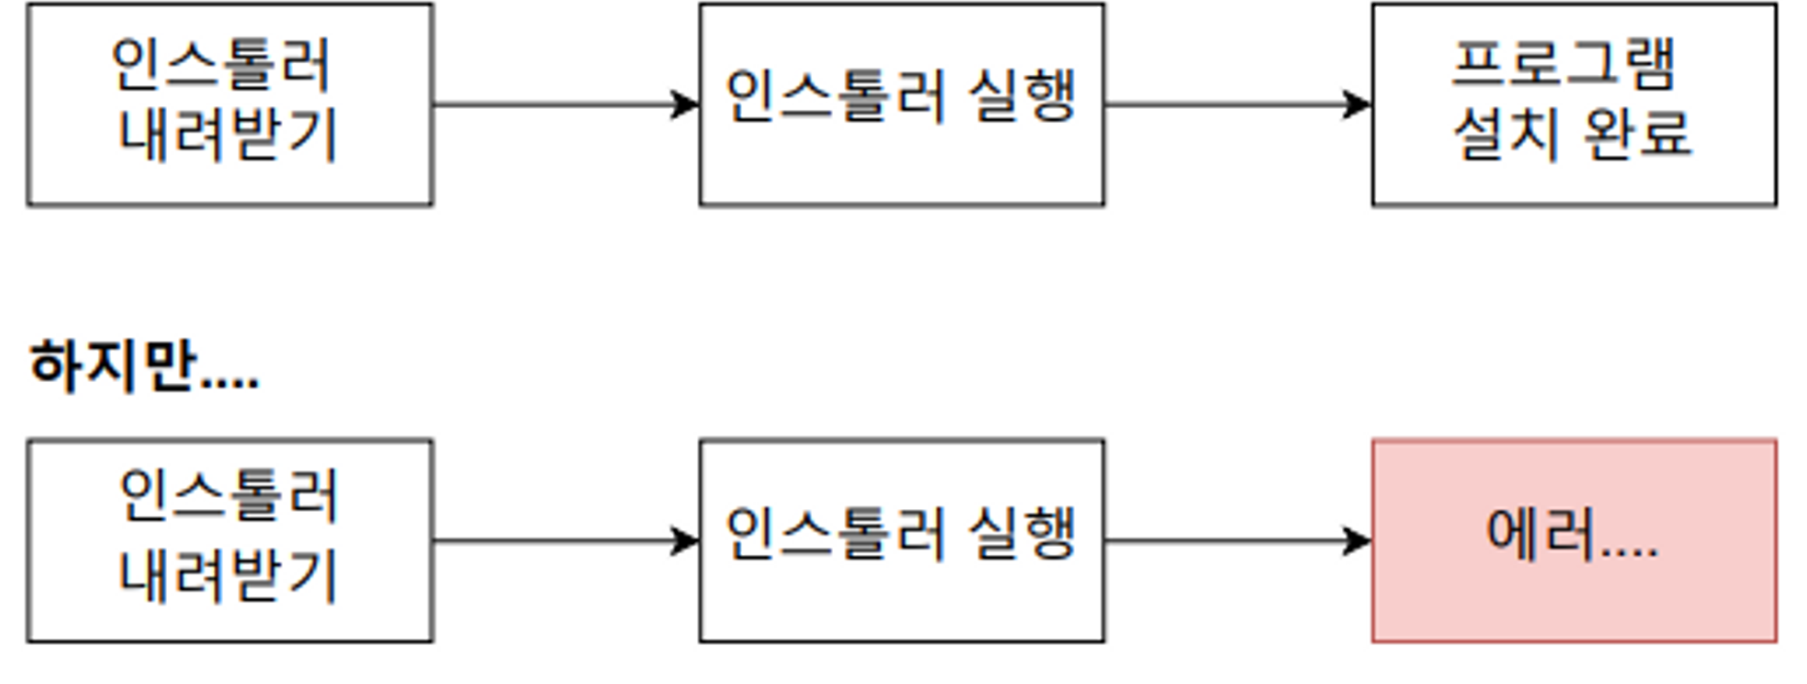 인스톨러
내려받기
인스톨러 실행
프로그램
설치 완료
하지만....
인스톨러
내려받기
인스톨러 실행
에러....